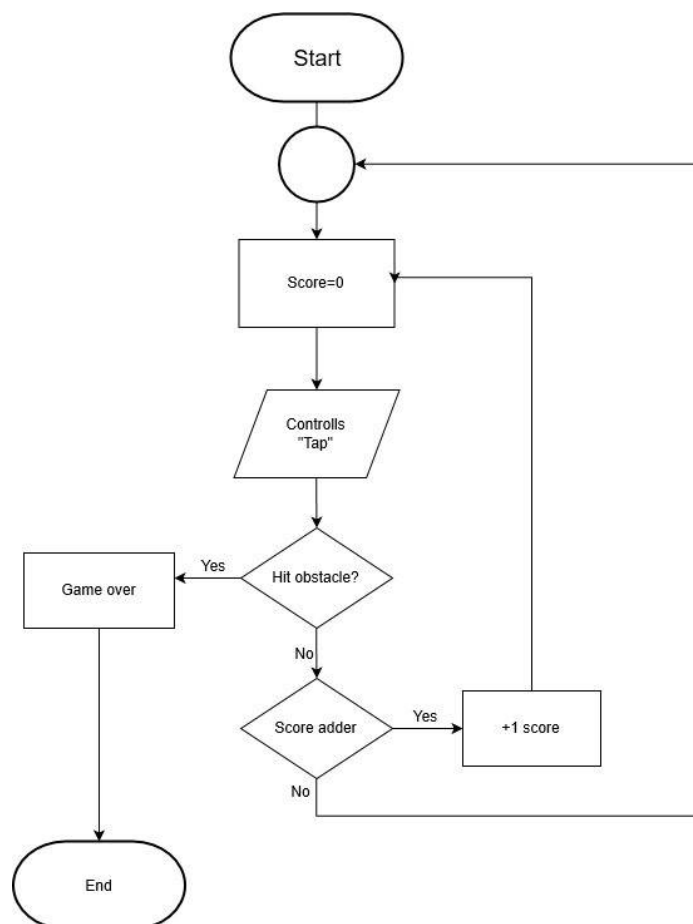 Start
Score=0
Controlls
"Tap"
Hit obstacle?
Yes
Game over
No
Score adder
Yes
+1 score
No
End